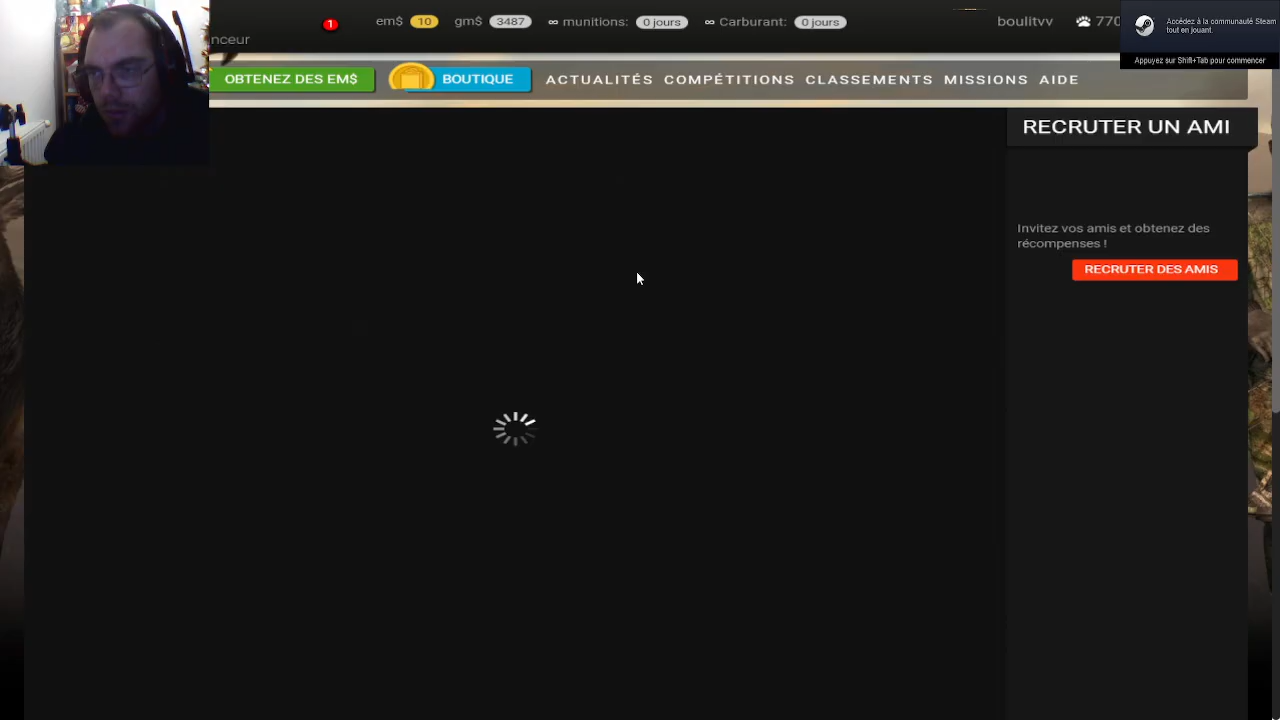 1
em$ 10 gm$ 3487 ∞ munitions: 0 jours ∞ Carburant: 0 jours
boulitvv 770
nceur
Accédez à la communauté Steam
tout en jouant.
Appuyez sur Shift+Tab pour commencer
OBTENEZ DES EM$ BOUTIQUE ACTUALITÉS COMPÉTITIONS CLASSEMENTS MISSIONS AIDE
RECRUTER UN AMI
Invitez vos amis et obtenez des
récompenses !
RECRUTER DES AMIS